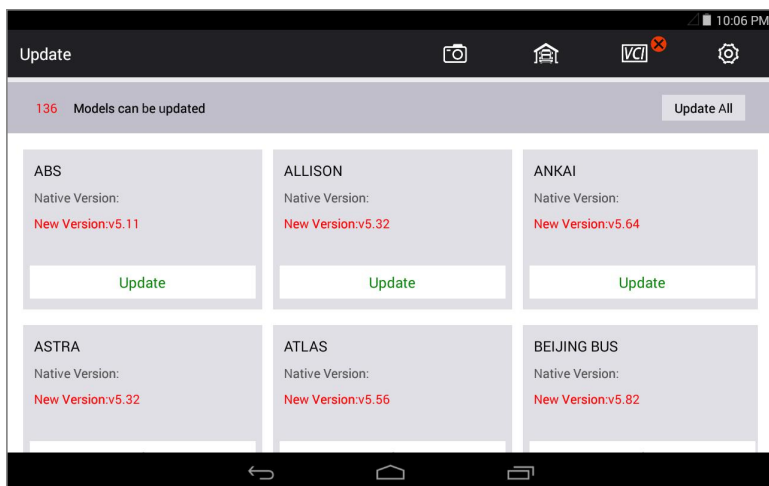 10:06 PM
Update
VCI
136 Models can be updated
Update All
ABS
Native Version:
New Version:v5.11
Update
ALLISON
Native Version:
New Version:v5.32
Update
ANKAI
Native Version:
New Version:v5.64
Update
ASTRA
Native Version:
New Version:v5.32
ATLAS
Native Version:
New Version:v5.56
BEIJING BUS
Native Version:
New Version:v5.82